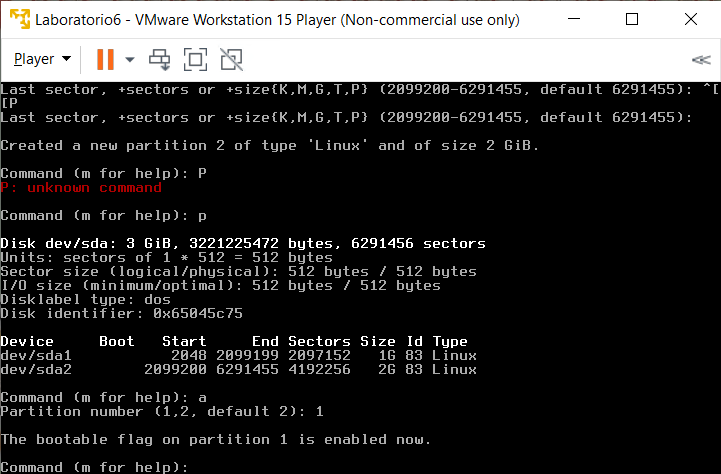 Laboratorio6 - VMware Workstation 15 Player (Non-commercial use only)
Player
Last sector, +sectors or +size{K,M,G,T,P} (2099200-6291455, default 6291455): ^[
[P
Last sector, +sectors or +size{K,M,G,T,P} (2099200-6291455, default 6291455):
Created a new partition 2 of type 'Linux' and of size 2 GiB.
Command (m for help): P
P: unknown command
Command (m for help): p
Disk dev/sda: 3 GiB, 3221225472 bytes, 6291456 sectors
Units: sectors of 1 * 512 = 512 bytes
Sector size (logical/physical): 512 bytes / 512 bytes
I/O size (minimum/optimal): 512 bytes / 512 bytes
Disklabel type: dos
Disk identifier: 0x65045c75
Device     Boot   Start     End Sectors Size Id Type
dev/sda1           2048 2099199 2097152   1G 83 Linux
dev/sda2        2099200 6291455 4192256   2G 83 Linux
Command (m for help): a
Partition number (1,2, default 2): 1
The bootable flag on partition 1 is enabled now.
Command (m for help):